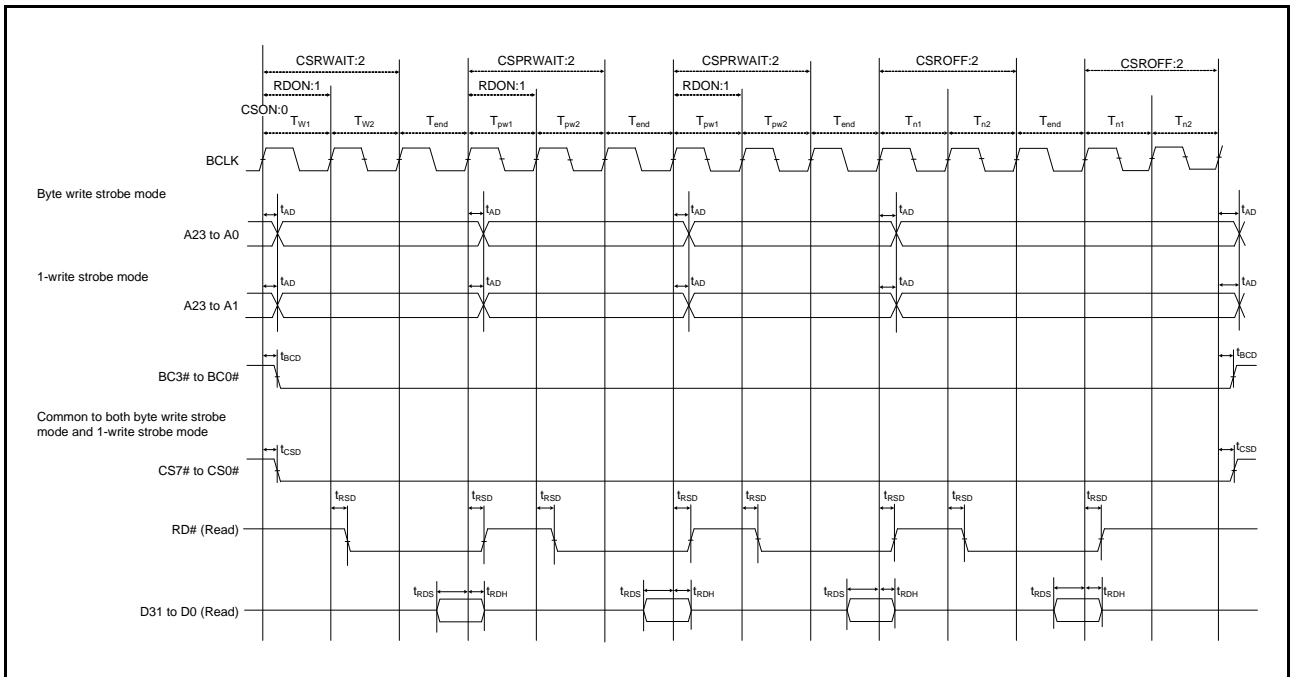 CSRWAIT:2 CSPRWAIT:2 CSPRWAIT:2 CSROFF:2 CSROFF:2
RDON:1 RDON:1 RDON:1
CSON:0
TW1 TW2 Tend Tpw1 Tpw2 Tend Tpw1 Tpw2 Tend Tn1 Tn2 Tend Tn1 Tn2
BCLK
Byte write strobe mode
tAD tAD tAD tAD tAD
A23 to A0
1-write strobe mode
tAD tAD tAD tAD tAD
A23 to A1
tBCD tBCD
BC3# to BC0#
Common to both byte write strobe
mode and 1-write strobe mode
tCSD tCSD
CS7# to CS0#
tRSD tRSD tRSD tRSD tRSD tRSD tRSD tRSD
RD# (Read)
tRDS tRDH tRDS tRDH tRDS tRDH tRDS tRDH
D31 to D0 (Read)